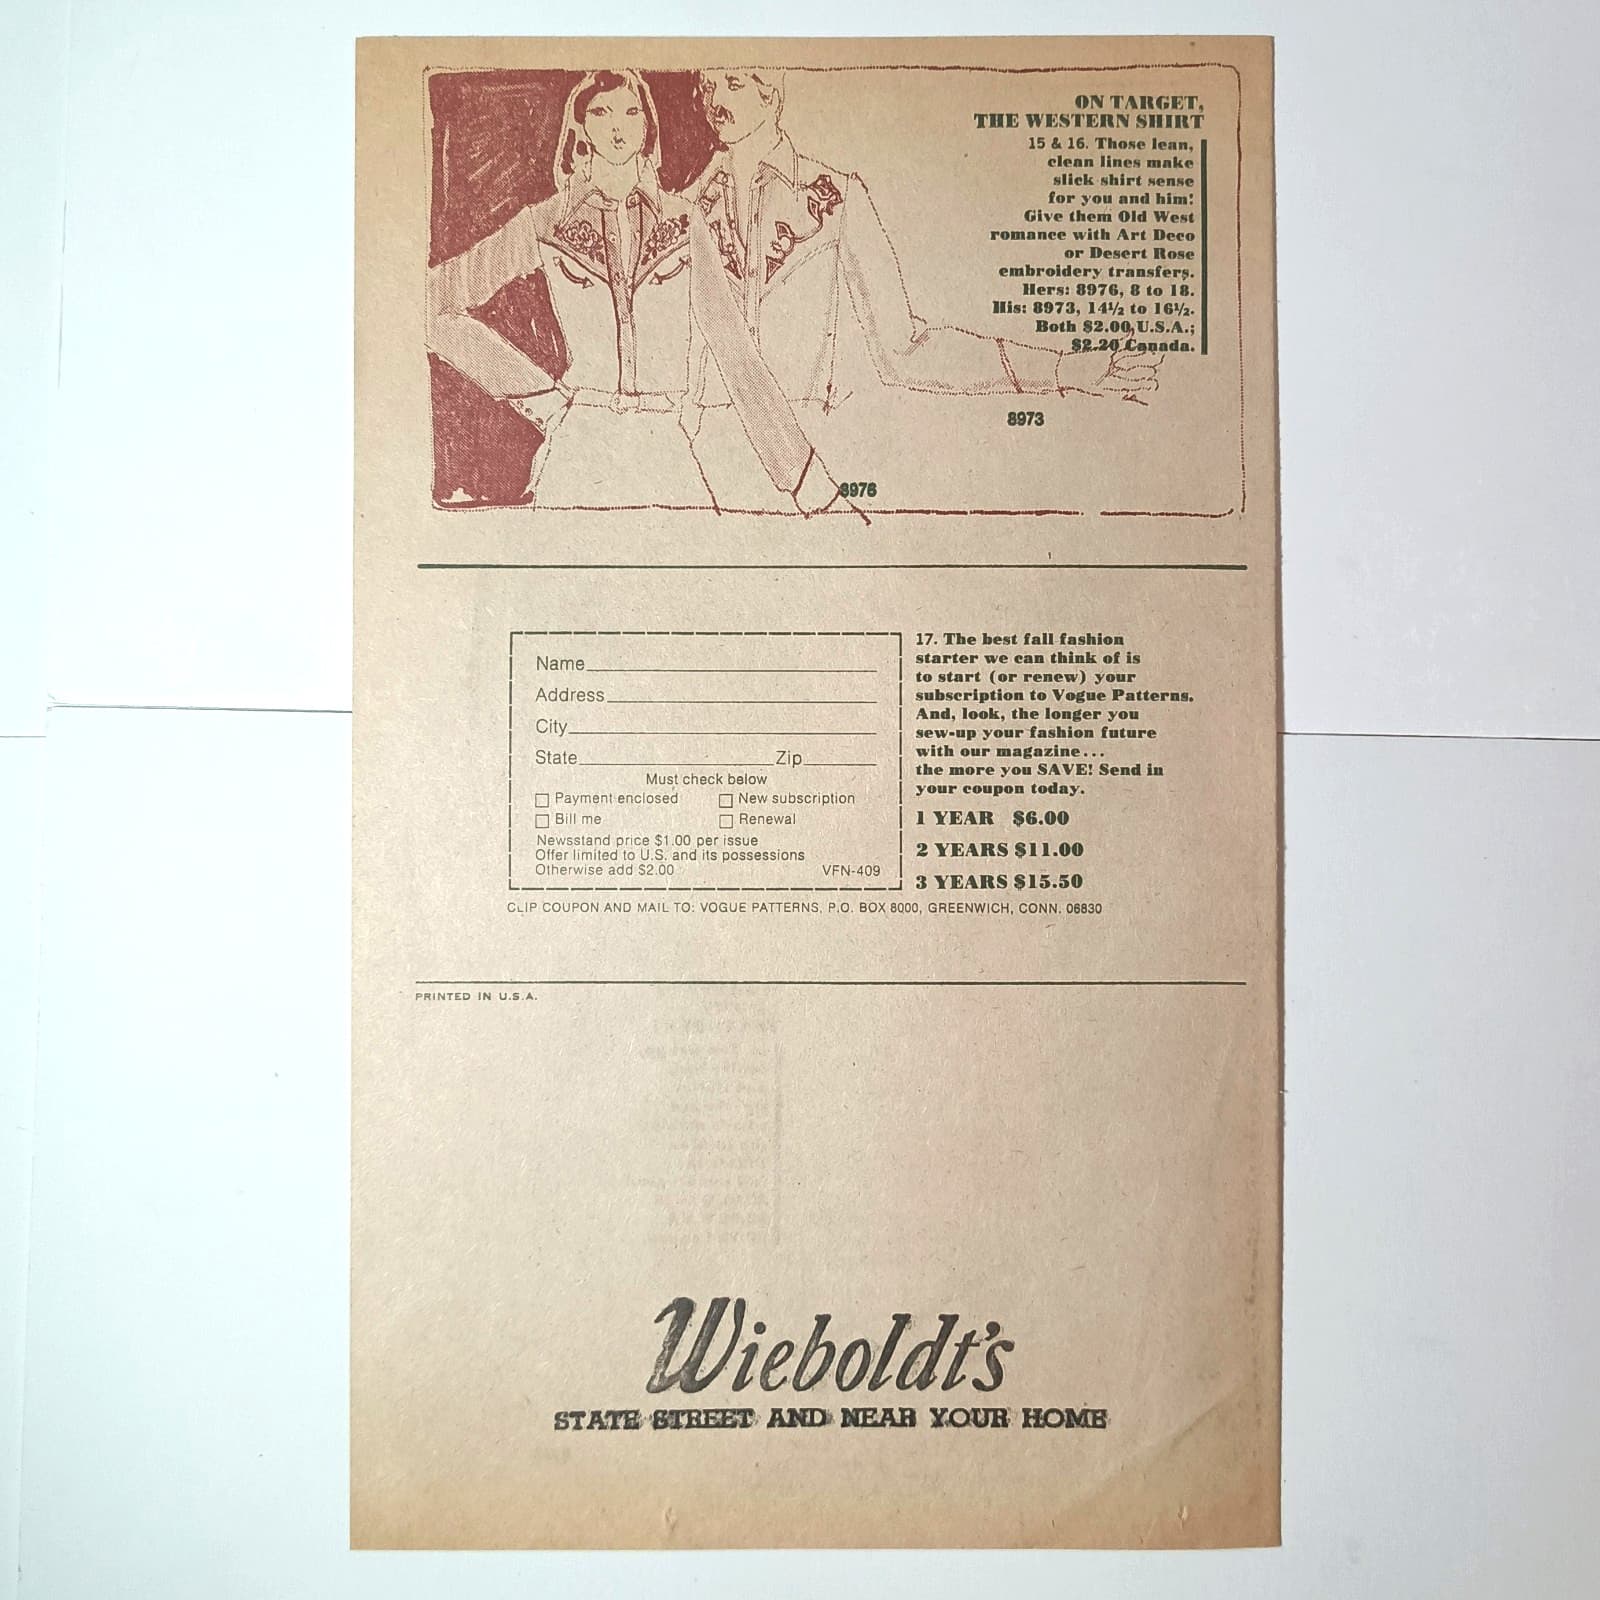 ON TARGET,
THE WESTERN SHIRT
15 & 16. Those lean,
clean lines make
slick shirt sense
for you and him!
Give them Old West
romance with Art Deco
or Desert Rose
embroidery transfers.
Hers: 8976, 8 to 18.
His: 8973, 14½ to 16½.
Both $2.00,U.S.A.;
$2.20 Canada.
8973
8976
Name
Address
City
State Zip
Must check below
Payment enclosed New subscription
Bill me Renewal
Newsstand price $1.00 per issue
Offer limited to U.S. and its possessions
Otherwise add $2.00 VFN-409
17. The best fall fashion
starter we can think of is
to start (or renew) your
subscription to Vogue Patterns.
And, look, the longer you
sew-up your fashion future
with our magazine...
the more you SAVE! Send in
your coupon today.
1 YEAR $6.00
2 YEARS $11.00
3 YEARS $15.50
CLIP COUPON AND MAIL TO: VOGUE PATTERNS, P.O. BOX 8000, GREENWICH, CONN. 06830
PRINTED IN U.S.A.
Wieboldt's
STATE STREET AND NEAR YOUR HOME